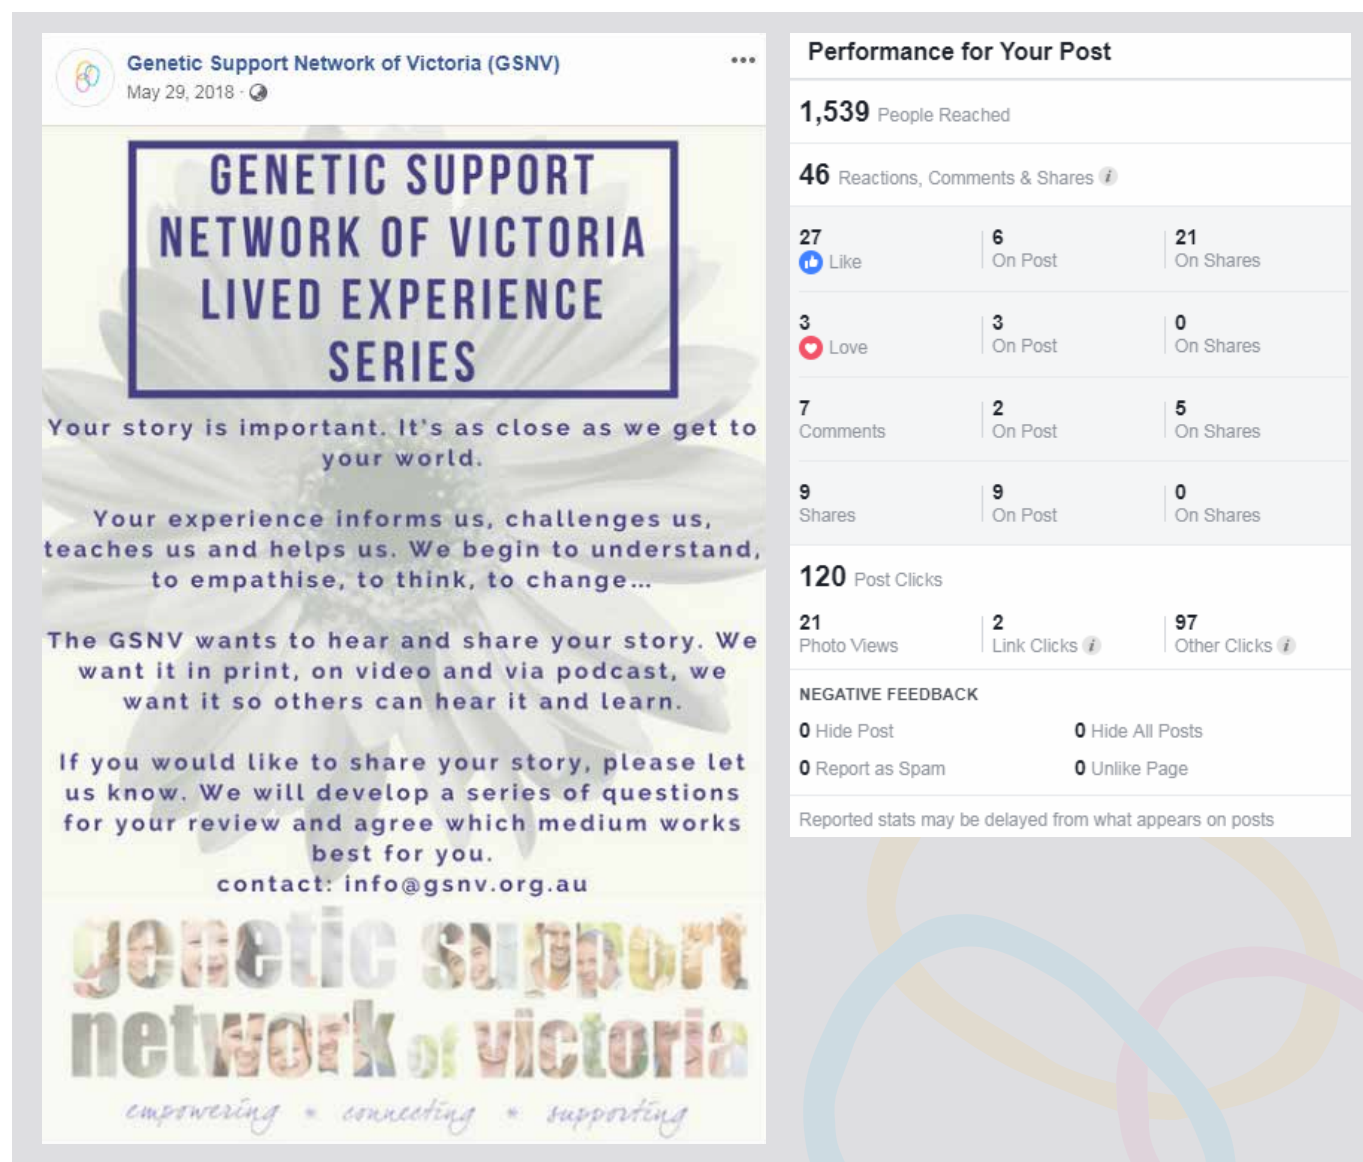 Genetic Support Network of Victoria (GSNV)
May 29, 2018 ·
GENETIC SUPPORT
NETWORK OF VICTORIA
LIVED EXPERIENCE
SERIES
Your story is important. It's as close as we get to
your world.
Your experience informs us, challenges us,
teaches us and helps us. We begin to understand,
to empathise, to think, to change...
The GSNV wants to hear and share your story. We
want it in print, on video and via podcast, we
want it so others can hear it and learn.
If you would like to share your story, please let
us know. We will develop a series of questions
for your review and agree which medium works
best for you.
contact: info@gsnv.org.au
genetic support
network of victoria
empowering * connecting * supporting
Performance for Your Post
1,539 People Reached
46 Reactions, Comments & Shares i
27 6 21
Like On Post On Shares
3 3 0
Love On Post On Shares
7 2 5
Comments On Post On Shares
9 9 0
Shares On Post On Shares
120 Post Clicks
21 2 97
Photo Views Link Clicks i Other Clicks i
NEGATIVE FEEDBACK
0 Hide Post 0 Hide All Posts
0 Report as Spam 0 Unlike Page
Reported stats may be delayed from what appears on posts